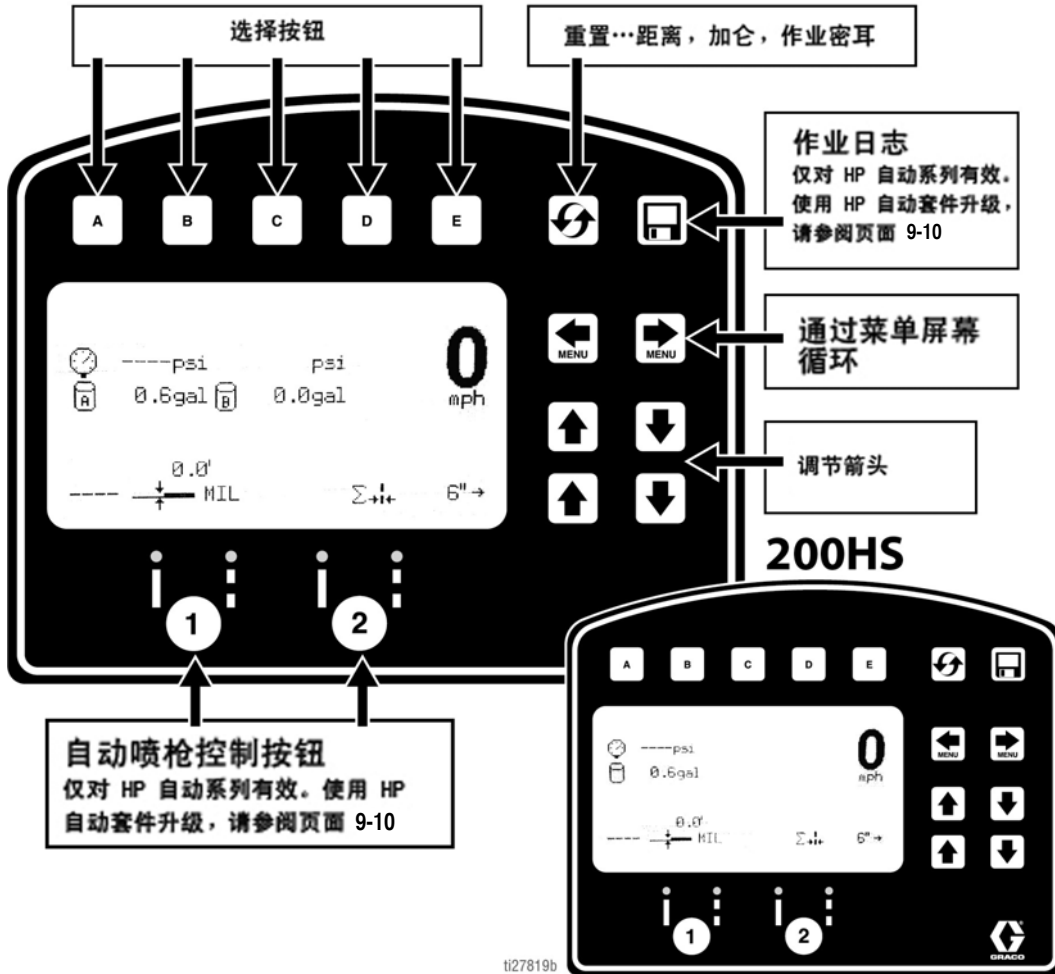 选择按钮
重置…距离，加仑，作业密耳
作业日志
仅对 HP 自动系列有效。
使用 HP 自动套件升级，
请参阅页面 9-10
A B C D E
通过菜单屏幕
循环
MENU MENU
----psi psi
0
A 0.6gal B 0.0gal
mph
调节箭头
0.0'
---- MIL Σ 6"→
200HS
1 2
自动喷枪控制按钮
仅对 HP 自动系列有效。使用 HP
自动套件升级，请参阅页面 9-10
A B C D E
MENU MENU
----psi
0
0.6gal
mph
0.0'
---- MIL Σ 6"→
1 2
GRACO
ti27819b